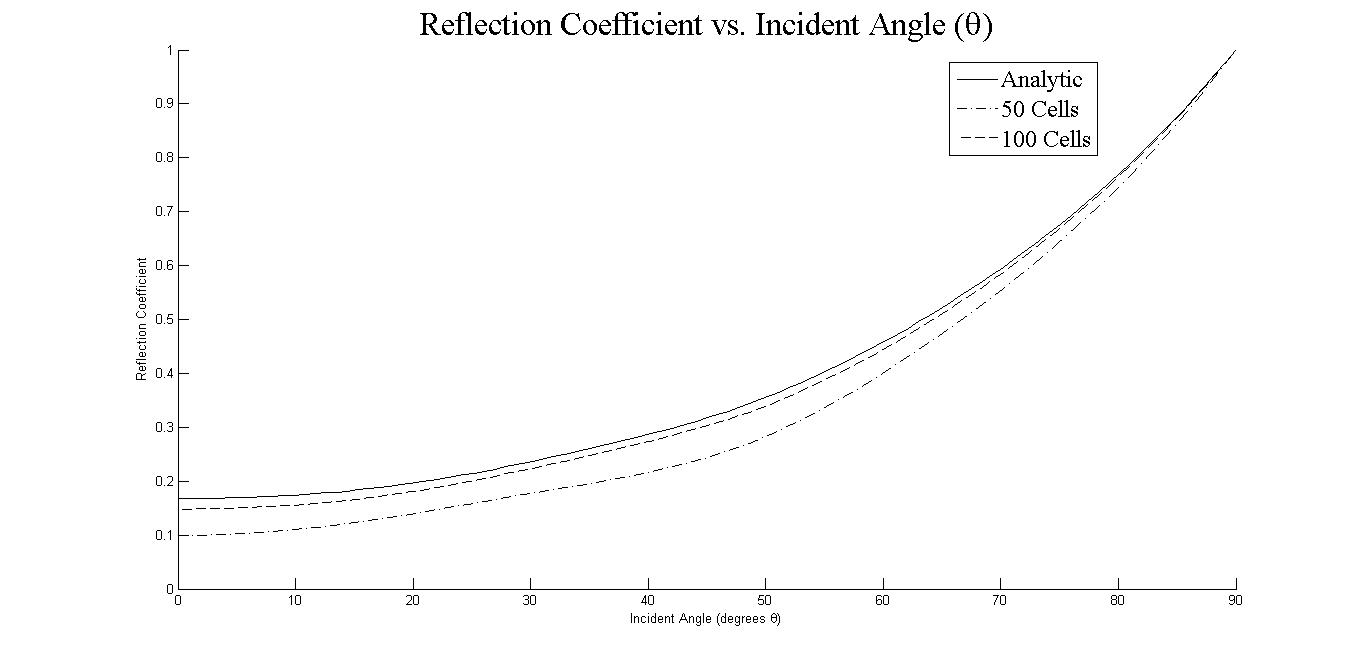 Reflection Coefficient vs. Incident Angle (θ)
Analytic
50 Cells
100 Cells
1
0.9
0.8
0.7
0.6
0.5
0.4
0.3
0.2
0.1
0
Reflection Coefficient
0 10 20 30 40 50 60 70 80 90
Incident Angle (degrees θ)